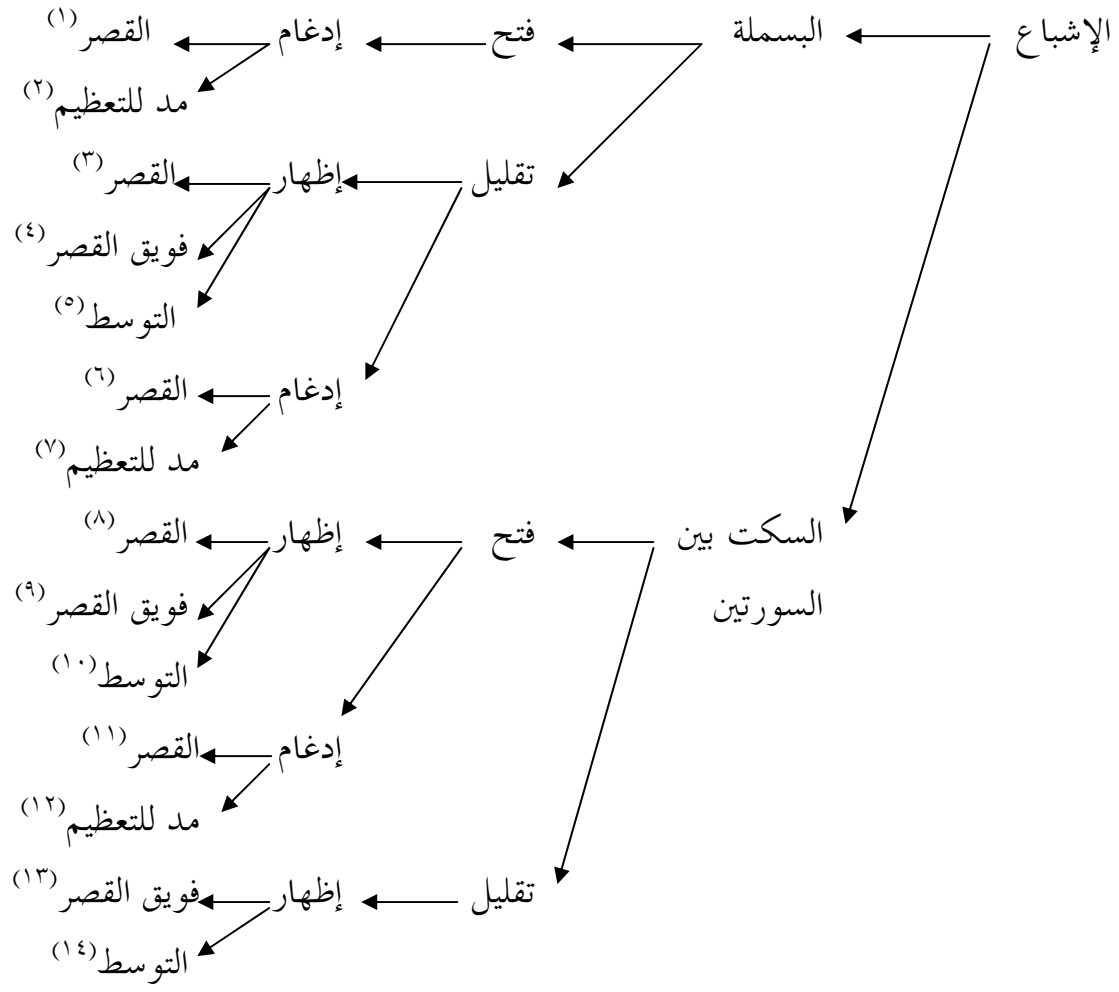 الإشباع البسملة فتح إدغام القصر(١)
مد للتعظيم(٢)
تقليل إظهار القصر(٣)
فويق القصر(٤)
التوسط(٥)
إدغام القصر(٦)
مد للتعظيم(٧)
السكت بين فتح إظهار القصر(٨)
السورتين فويق القصر(٩)
التوسط(١٠)
إدغام القصر(١١)
مد للتعظيم(١٢)
تقليل إظهار فويق القصر(١٣)
التوسط(١٤)